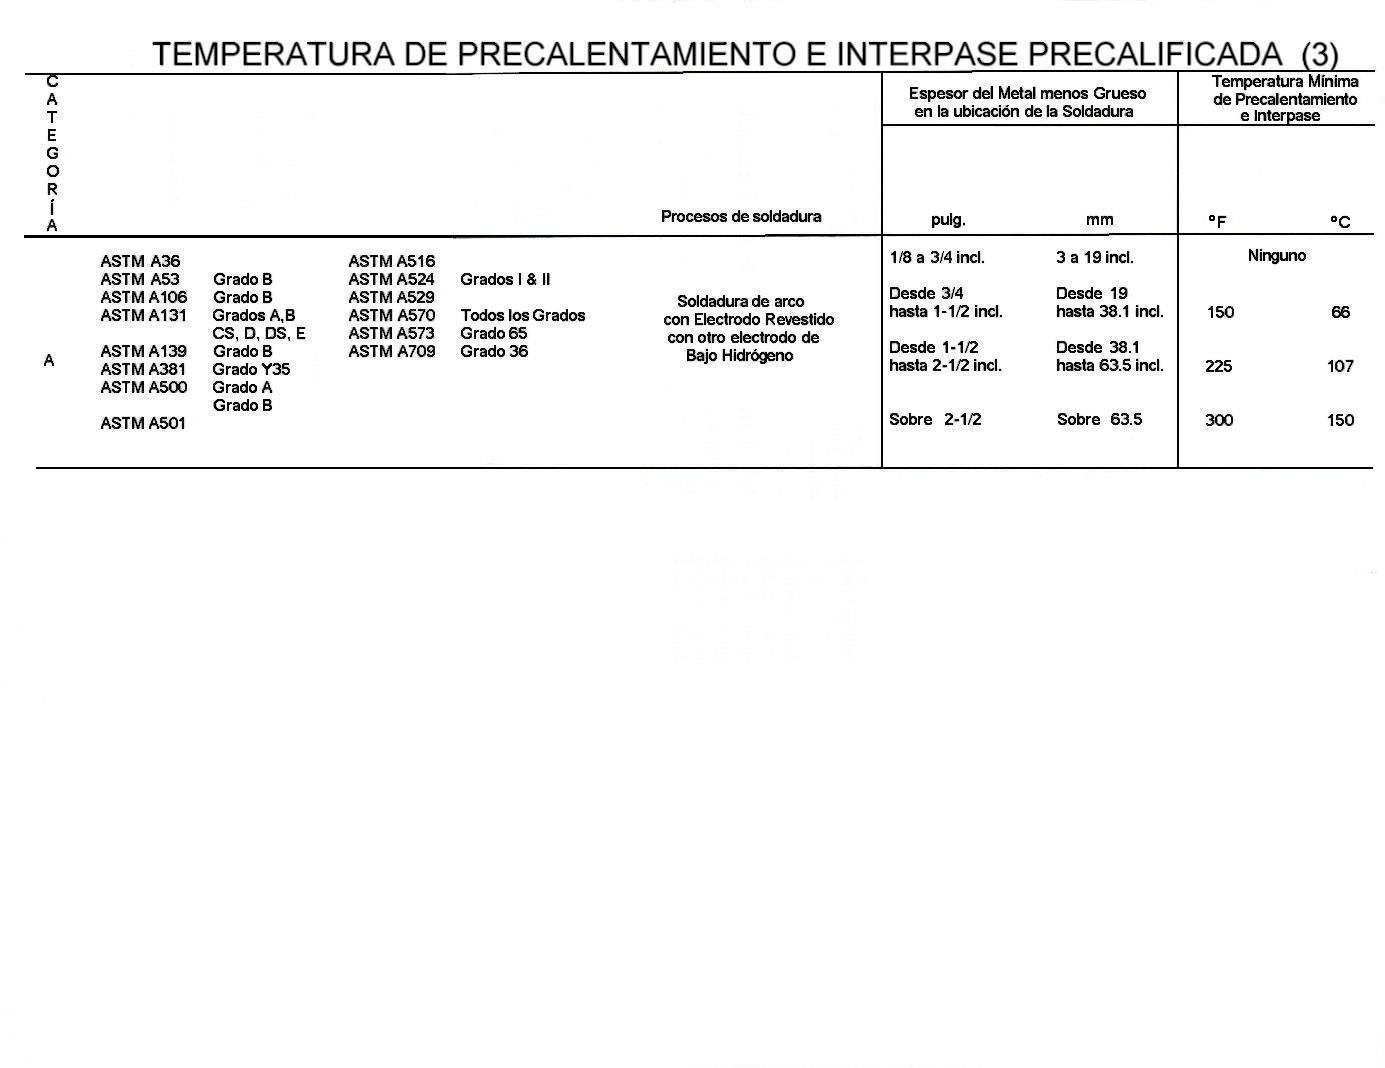 TEMPERATURA DE PRECALENTAMIENTO E INTERPASE PRECALIFICADA (3)
CATEGORÍA
Procesos de soldadura
Espesor del Metal menos Grueso
en la ubicación de la Soldadura
pulg. mm
Temperatura Mínima
de Precalentamiento
e Interpase
°F °C
A
ASTM A36
ASTM A53 Grado B
ASTM A106 Grado B
ASTM A131 Grados A,B
CS, D, DS, E
ASTM A139 Grado B
ASTM A381 Grado Y35
ASTM A500 Grado A
Grado B
ASTM A501
ASTM A516
ASTM A524 Grados I & II
ASTM A529
ASTM A570 Todos los Grados
ASTM A573 Grado 65
ASTM A709 Grado 36
Soldadura de arco
con Electrodo Revestido
con otro electrodo de
Bajo Hidrógeno
1/8 a 3/4 incl. 3 a 19 incl. Ninguno
Desde 3/4 Desde 19
hasta 1-1/2 incl. hasta 38.1 incl. 150 66
Desde 1-1/2 Desde 38.1
hasta 2-1/2 incl. hasta 63.5 incl. 225 107
Sobre 2-1/2 Sobre 63.5 300 150